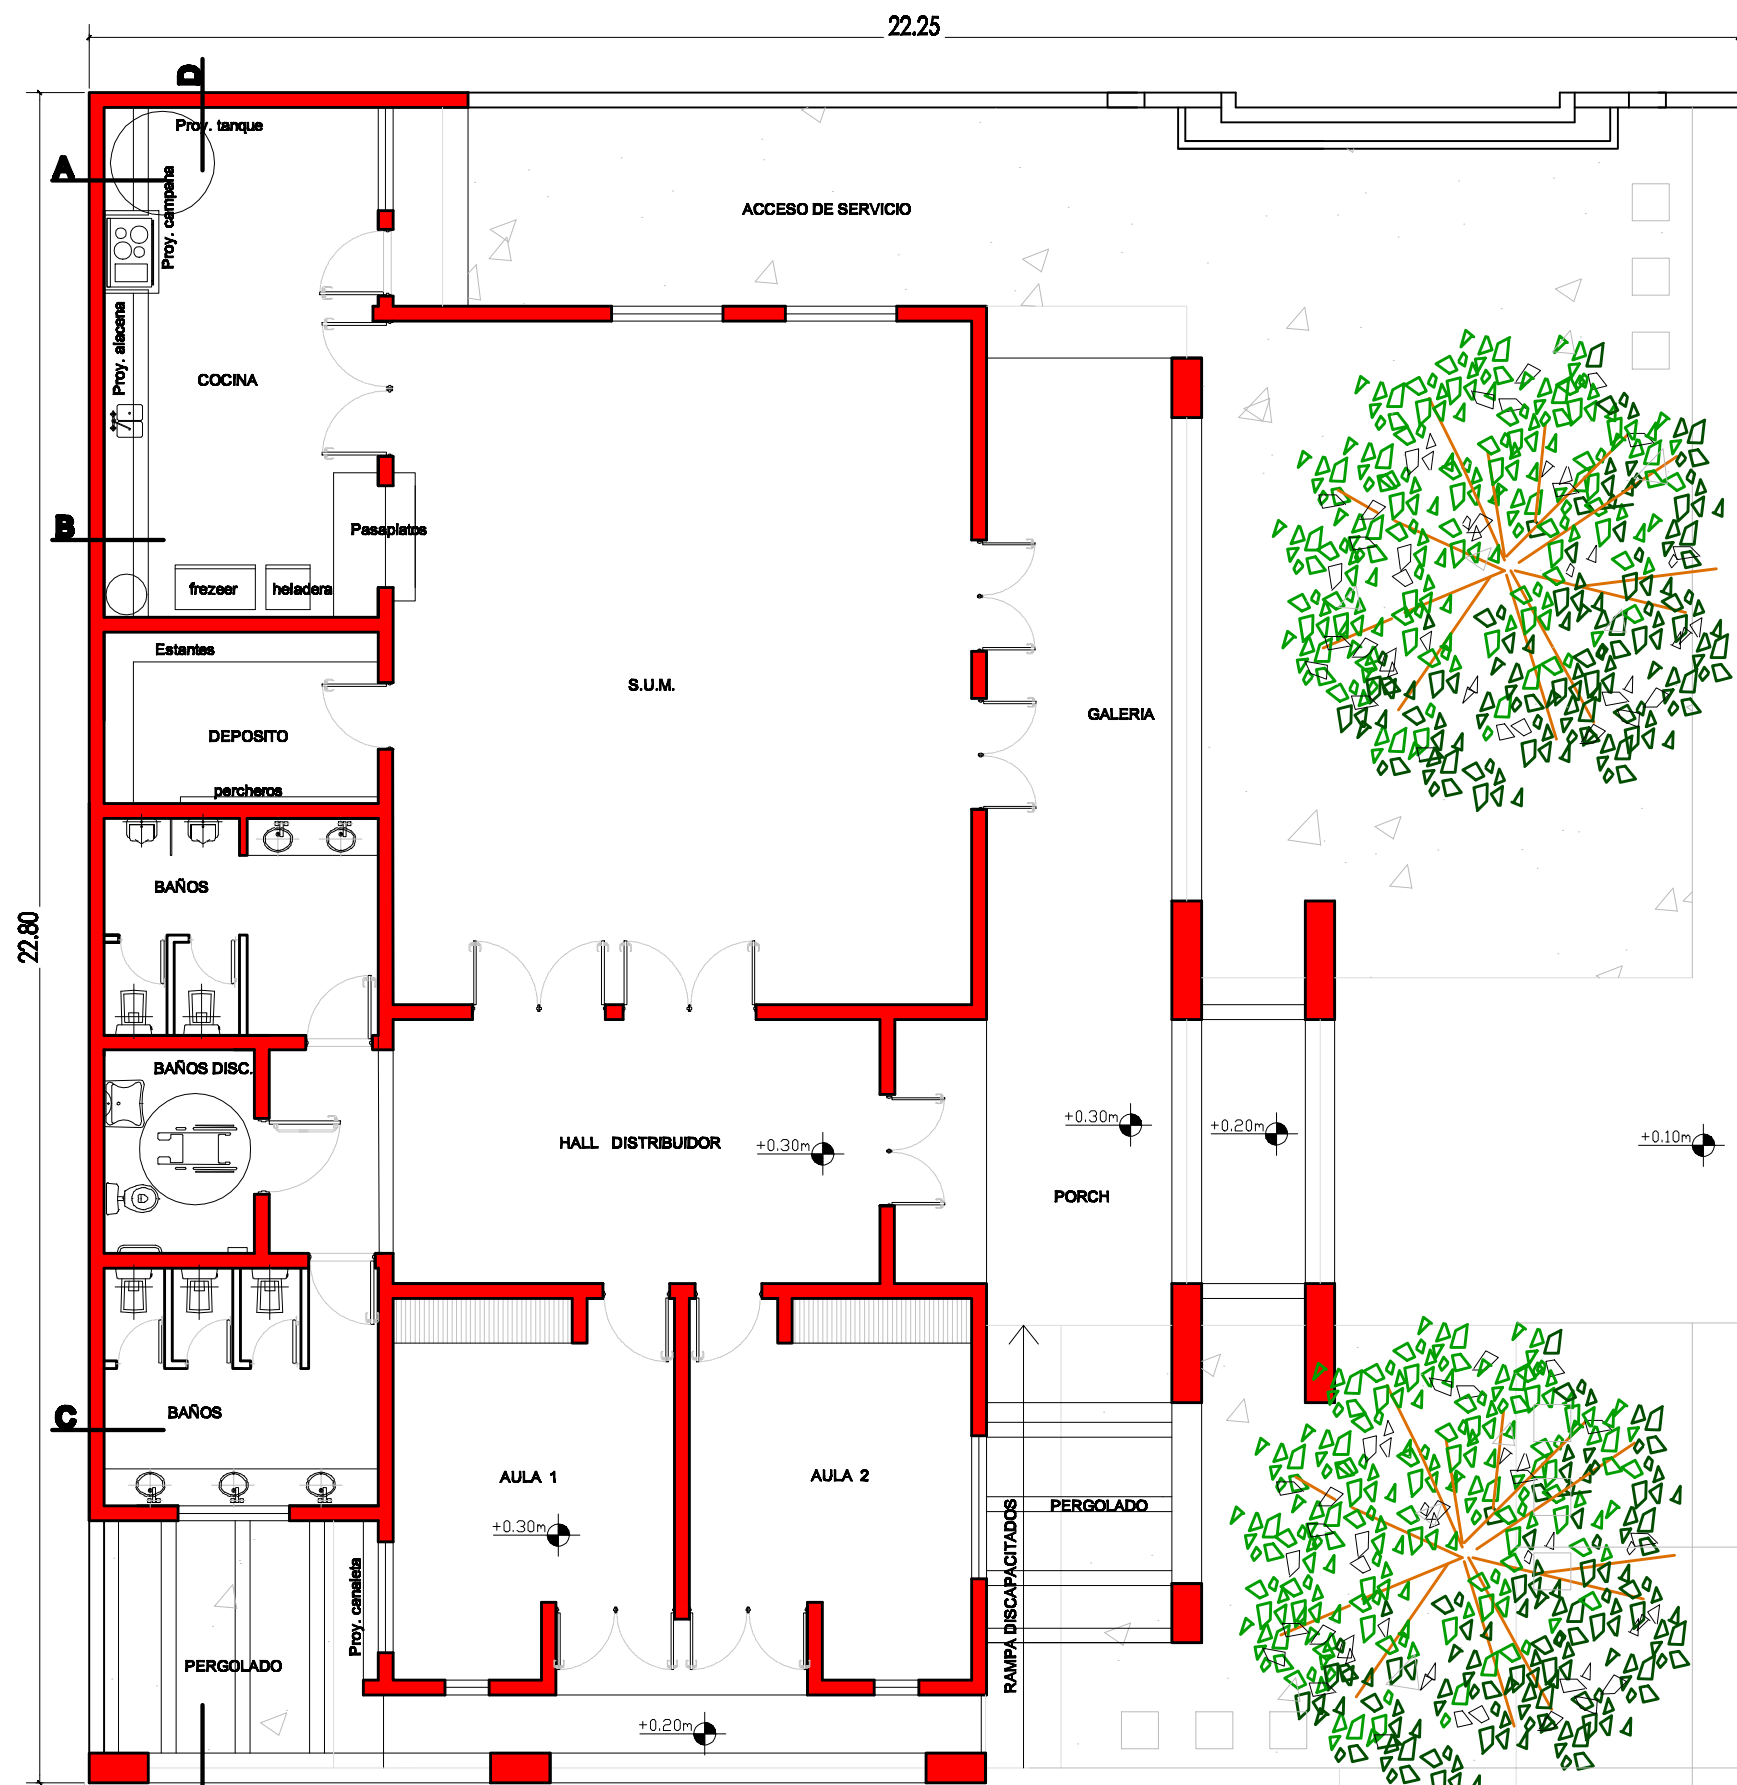 22.25
D
Proy. tanque
A
Proy. campana
ACCESO DE SERVICIO
Proy. alacena
COCINA
B
Pasaplatos
frezeer
heladera
Estantes
S.U.M.
GALERIA
DEPOSITO
percheros
BAÑOS
22.80
BAÑOS DISC.
HALL DISTRIBUIDOR
+0.30m
+0.30m
+0.20m
+0.10m
PORCH
C
BAÑOS
AULA 1
AULA 2
+0.30m
RAMPA DISCAPACITADOS
PERGOLADO
Proy. canaleta
PERGOLADO
+0.20m